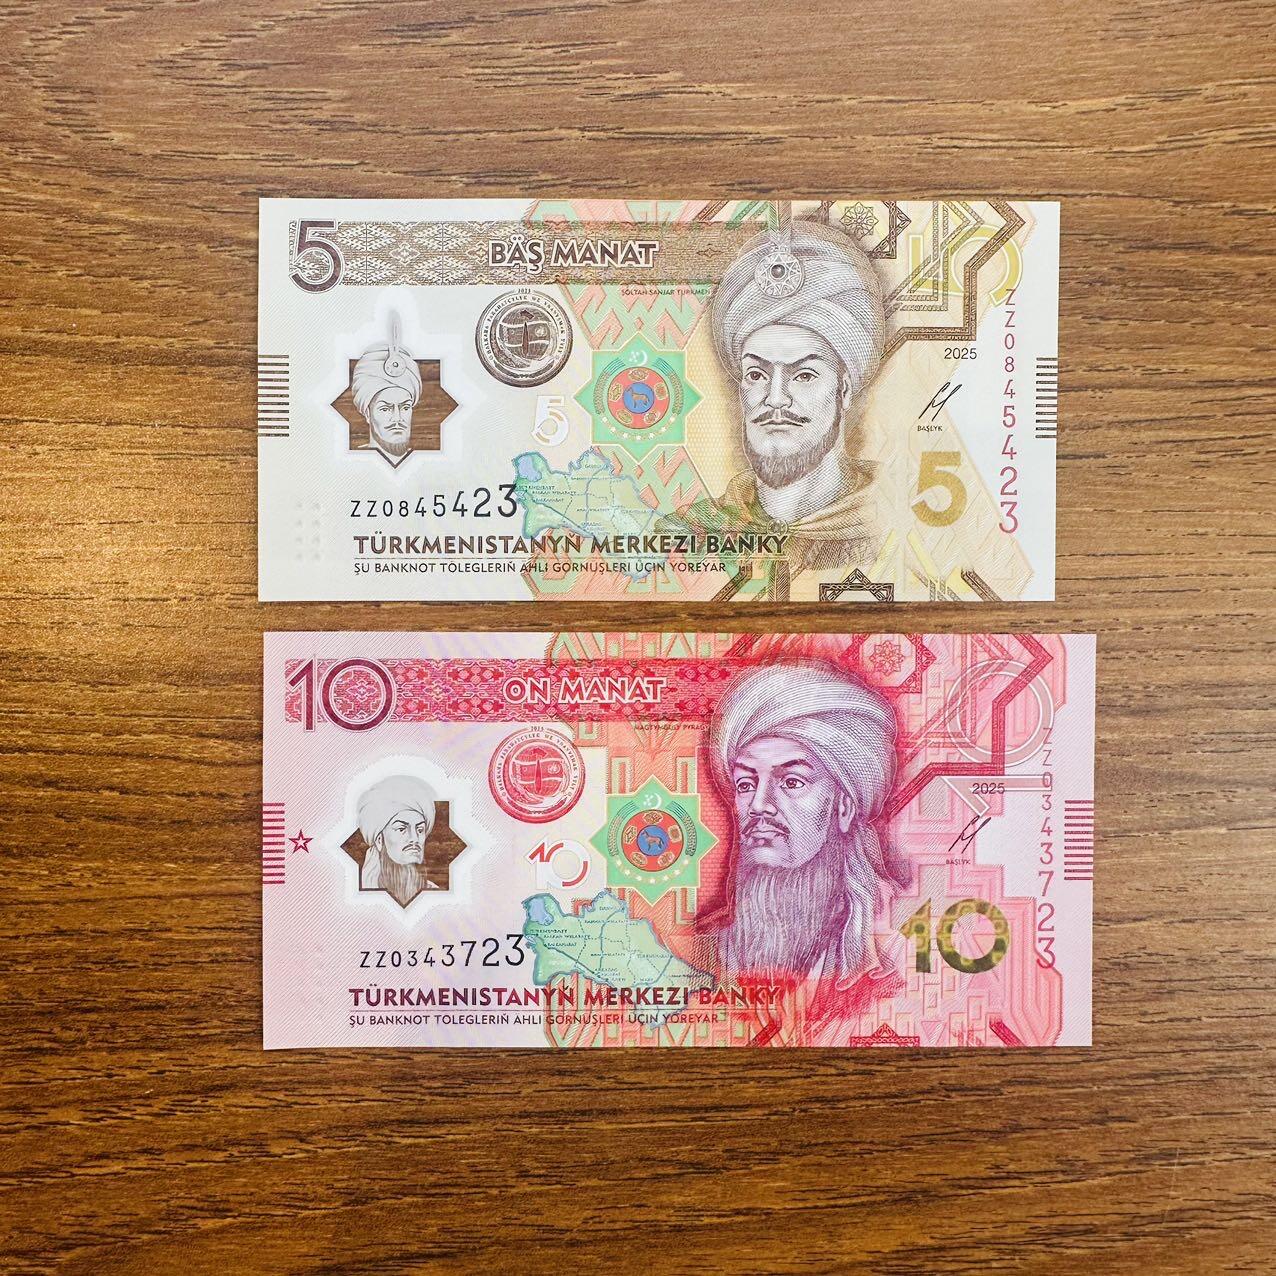 5
BÄŞ MANAT
SOLTAN SANJAR TÜRKMEN
2025
BAŞLYK
5
5
ZZ0845423
ZZ0845423
TÜRKMENISTANYŇ MERKEZI BANKY
ŞU BANKNOT TÖLEGLERIŇ ÄHLI GÖRNÜŞLERI ÜÇIN ÝÖREÝÄR
10
ON MANAT
MAGTYMGULY PYRAGY
2025
BAŞLYK
10
10
ZZ0343723
ZZ0343723
TÜRKMENISTANYŇ MERKEZI BANKY
ŞU BANKNOT TÖLEGLERIŇ ÄHLI GÖRNÜŞLERI ÜÇIN ÝÖREÝÄR